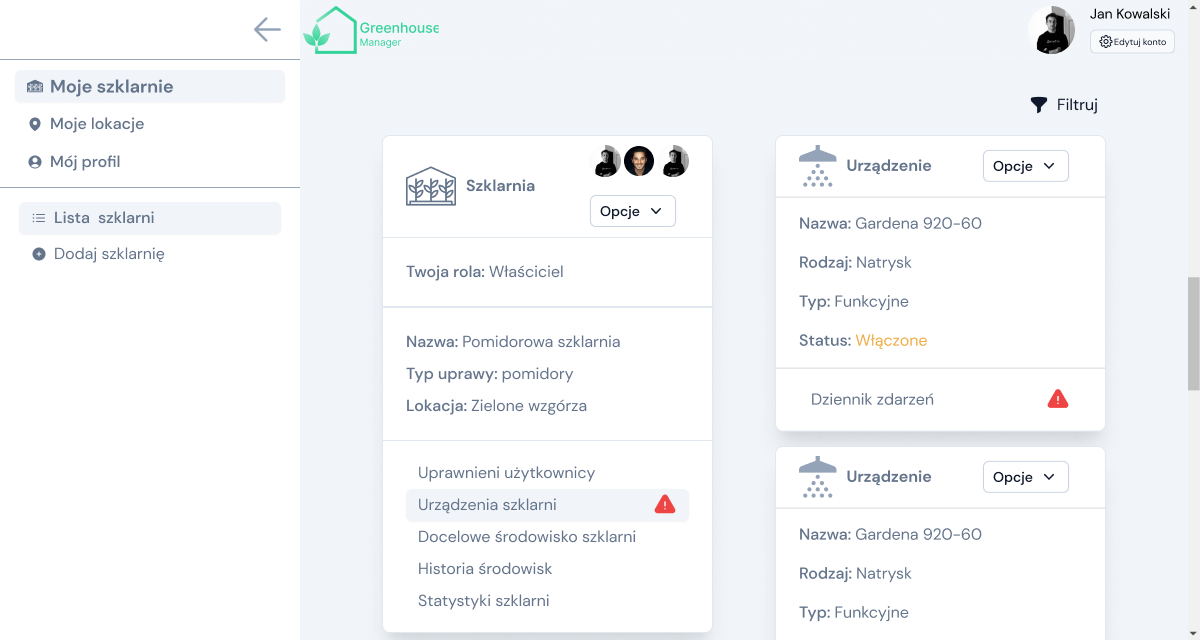 Greenhouse
Manager
Jan Kowalski
Edytuj konto
Moje szklarnie
Moje lokacje
Mój profil
Lista szklarni
Dodaj szklarnię
Filtruj
Szklarnia
Opcje
Twoja rola: Właściciel
Nazwa: Pomidorowa szklarnia
Typ uprawy: pomidory
Lokacja: Zielone wzgórza
Uprawnieni użytkownicy
Urządzenia szklarni
Docelowe środowisko szklarni
Historia środowisk
Statystyki szklarni
Urządzenie
Opcje
Nazwa: Gardena 920-60
Rodzaj: Natrysk
Typ: Funkcyjne
Status: Włączone
Dziennik zdarzeń
Urządzenie
Opcje
Nazwa: Gardena 920-60
Rodzaj: Natrysk
Typ: Funkcyjne